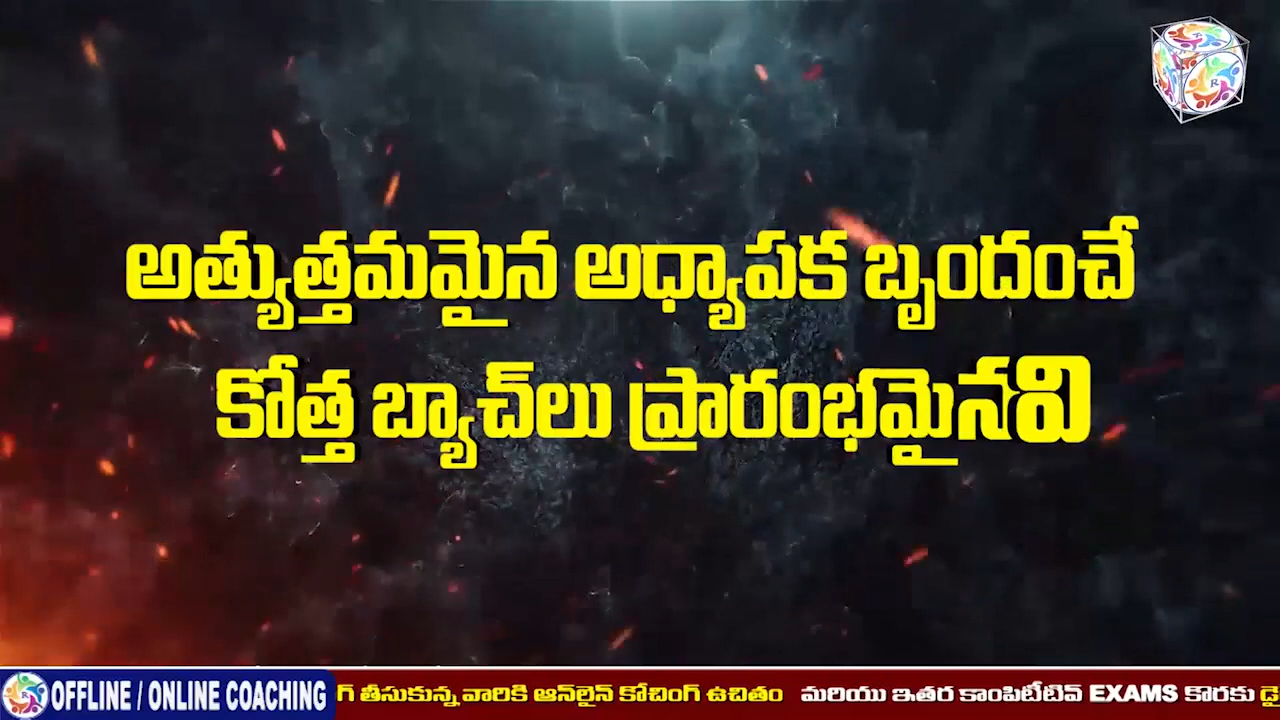 అత్యుత్తమమైన అధ్యాపక బృందంచే
కోత్త బ్యాచ్‌లు ప్రారంభమైనవి
OFFLINE / ONLINE COACHING
తీసుకున్న వారికి ఆన్‌లైన్ కోచింగ్ ఉచితం మరియు ఇతర కాంపిటీటివ్ EXAMS కొరకు